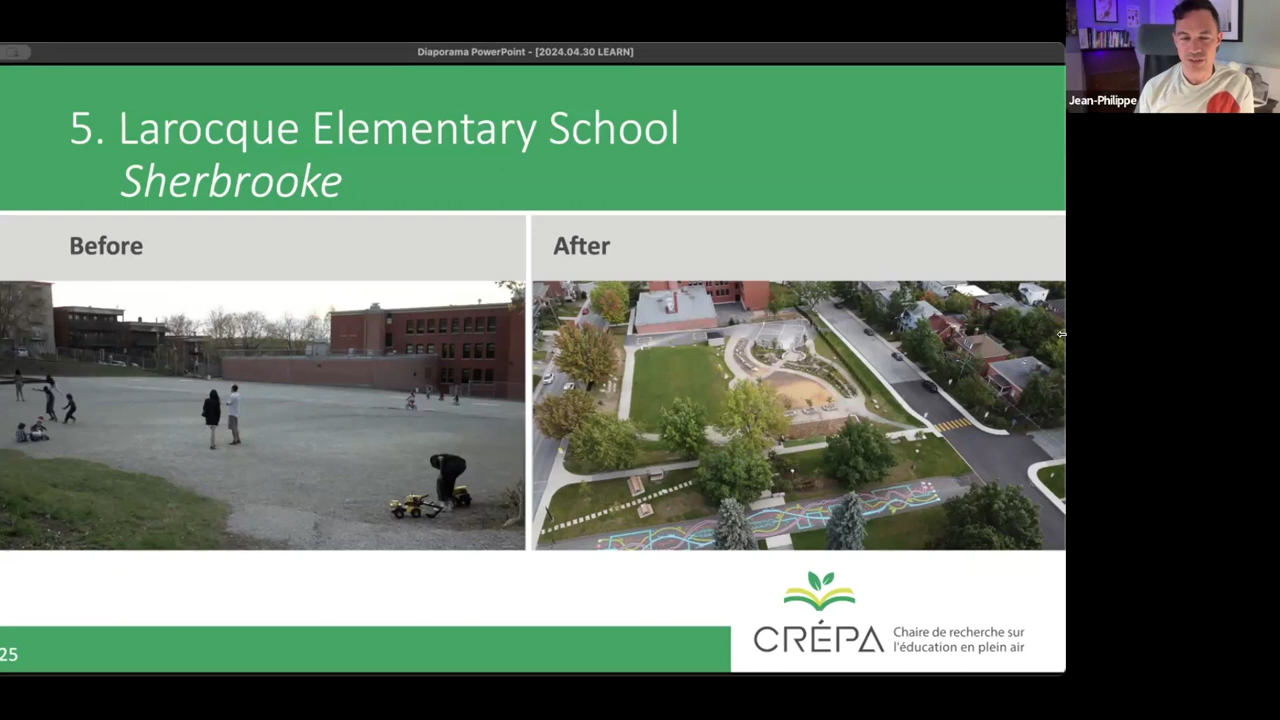 Diaporama PowerPoint - [2024.04.30 LEARN]
Jean-Philippe
5. Larocque Elementary School
Sherbrooke
Before
After
25
CRÉPA
Chaire de recherche sur
l'éducation en plein air